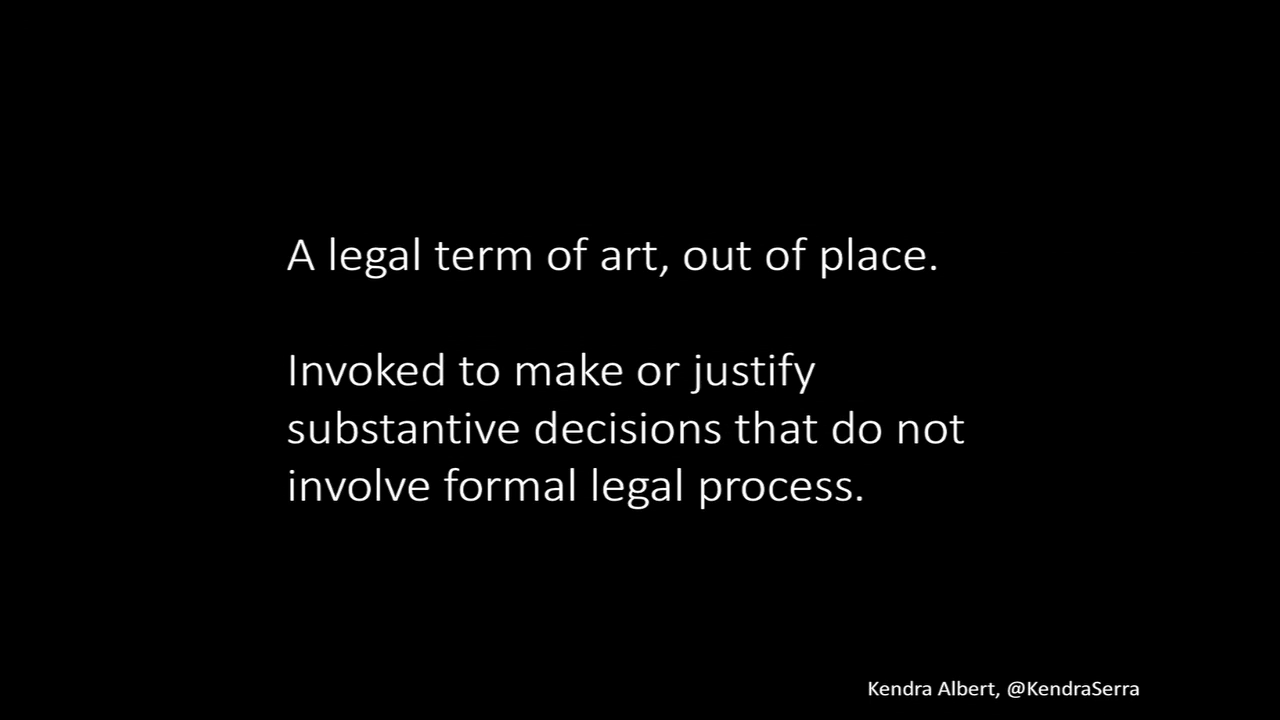 A legal term of art, out of place.
Invoked to make or justify
substantive decisions that do not
involve formal legal process.
Kendra Albert, @KendraSerra